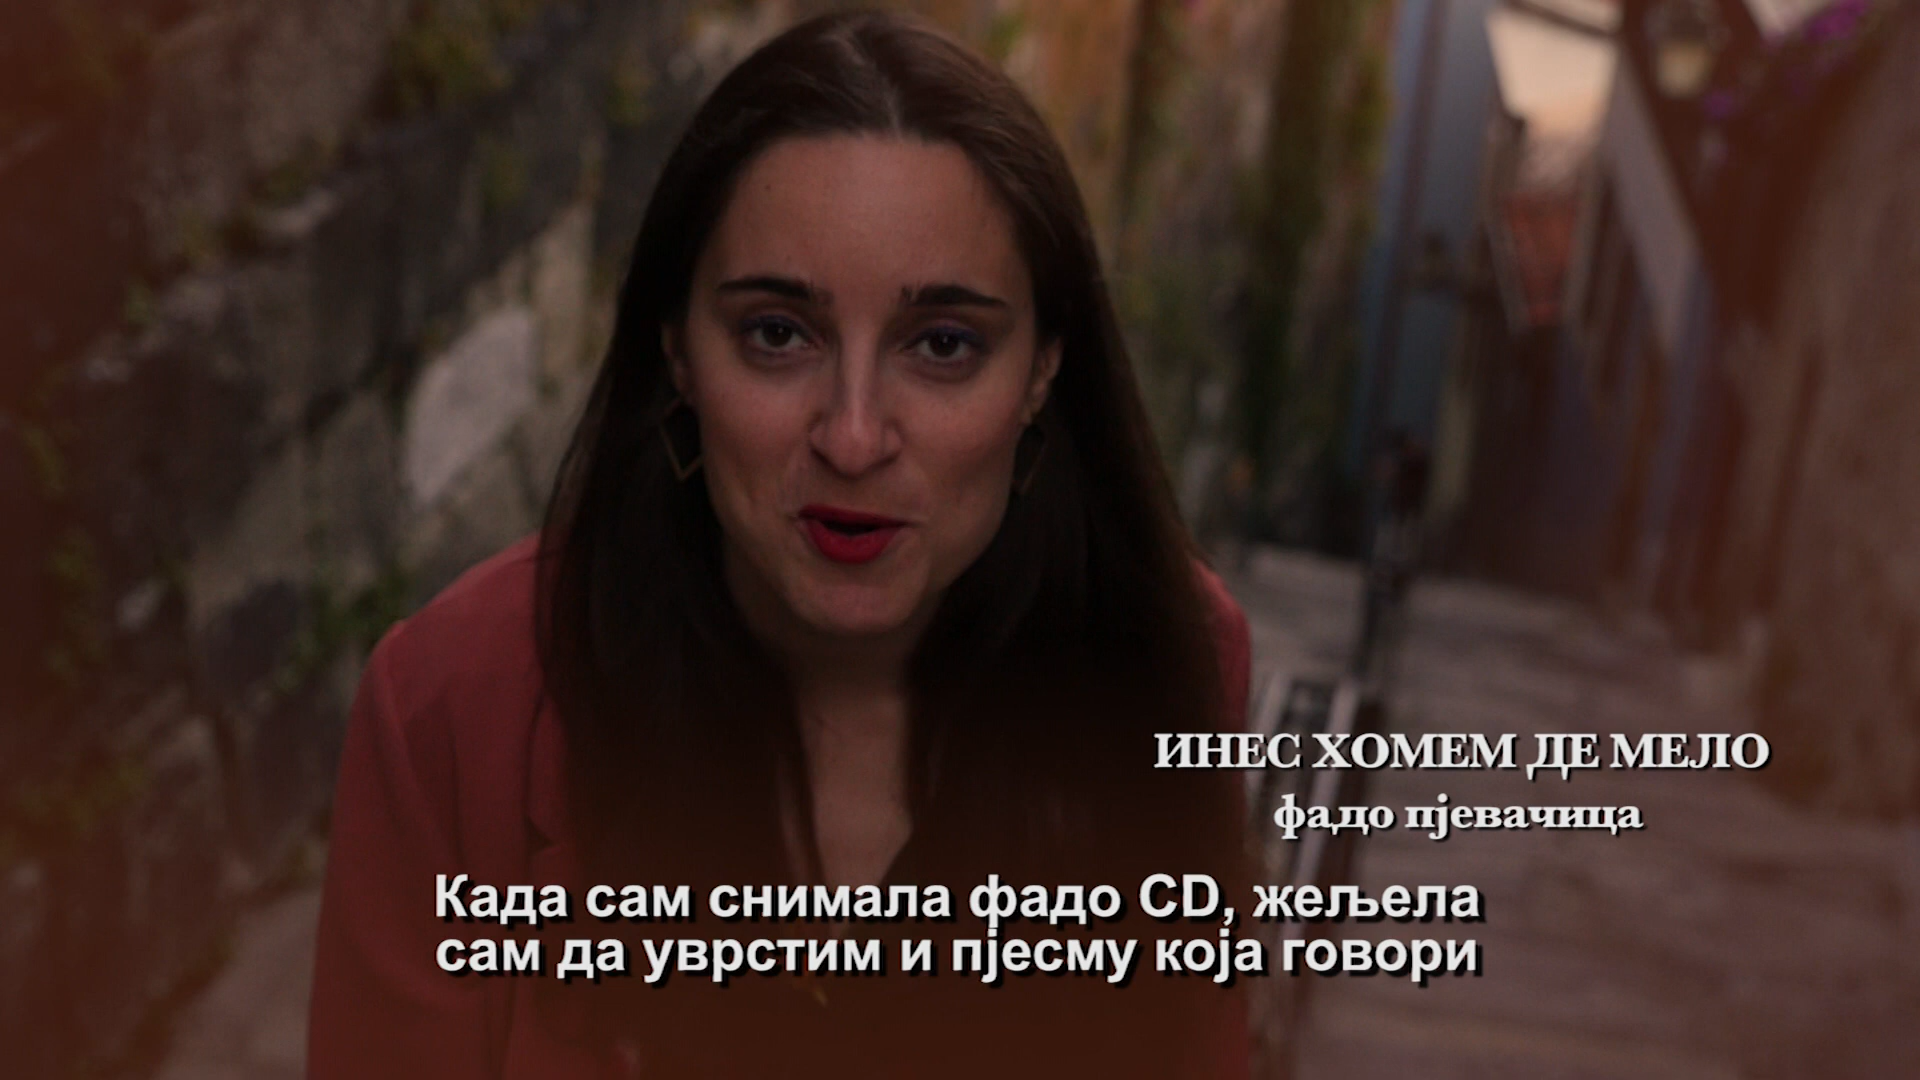 ИНЕС ХОМЕМ ДЕ МЕЛО
фадо пјевачица
Када сам снимала фадо CD, жељела
сам да уврстим и пјесму која говори